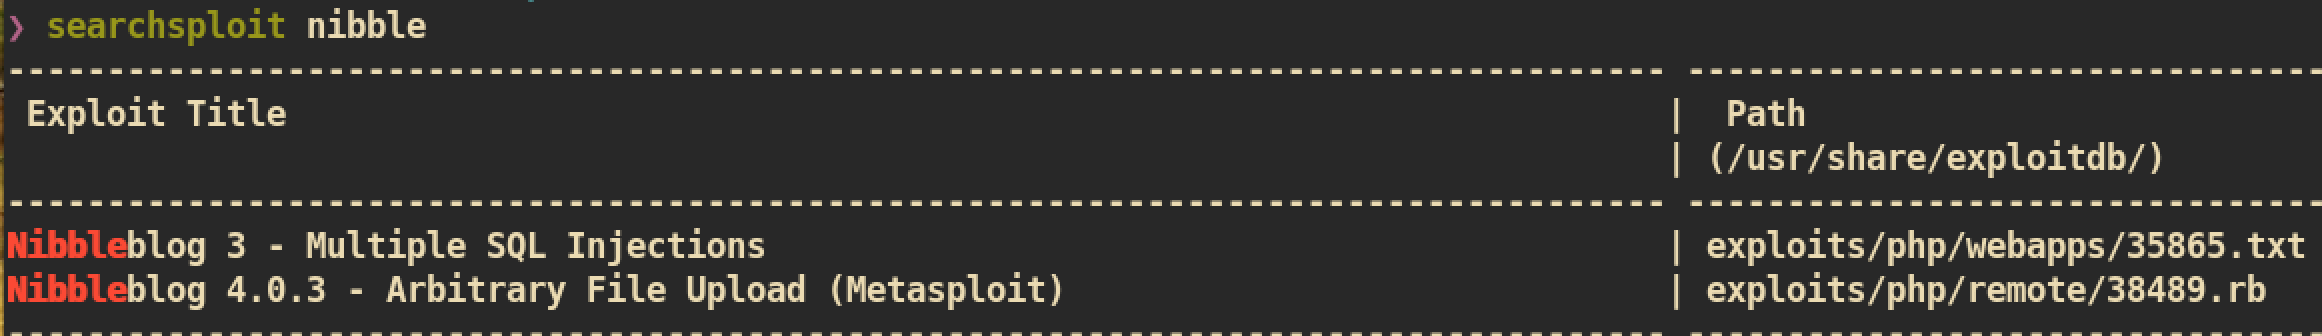 ❯ searchsploit nibble
----------------------------------------------------------------------------------- --------------------------------
 Exploit Title | Path
 | (/usr/share/exploitdb/)
----------------------------------------------------------------------------------- --------------------------------
Nibbleblog 3 - Multiple SQL Injections | exploits/php/webapps/35865.txt
Nibbleblog 4.0.3 - Arbitrary File Upload (Metasploit) | exploits/php/remote/38489.rb
----------------------------------------------------------------------------------- --------------------------------